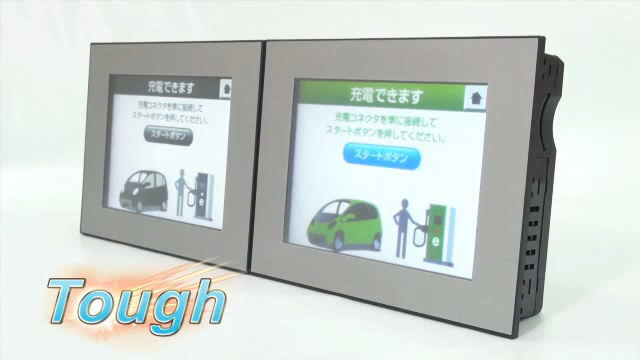 充電できます
充電コネクタを車に接続して
スタートボタンを押してください。
スタートボタン
e
充電できます
充電コネクタを車に接続して
スタートボタンを押してください。
スタートボタン
e
Tough